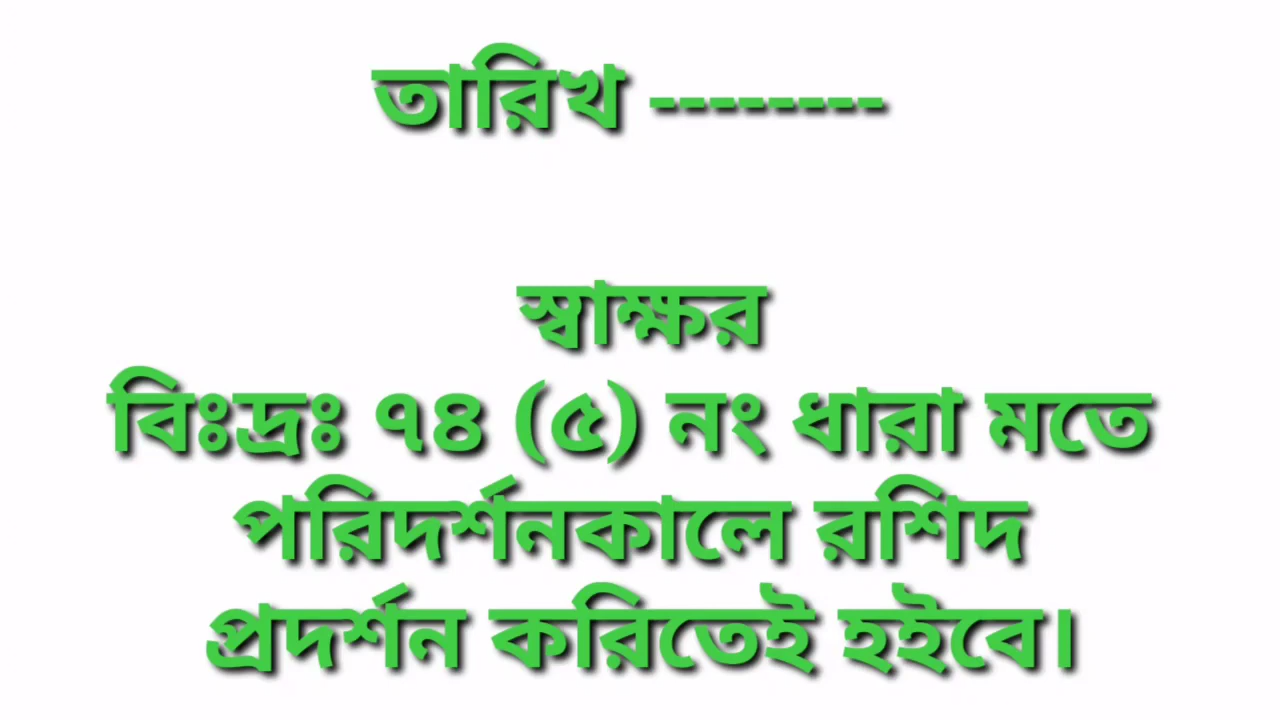 তারিখ --------
স্বাক্ষর
বিঃদ্রঃ ৭৪ (৫) নং ধারা মতে
পরিদর্শনকালে রশিদ
প্রদর্শন করিতেই হইবে।